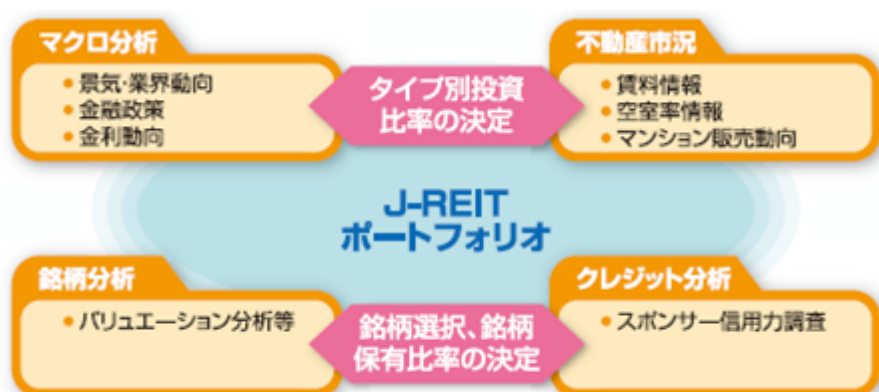 マクロ分析
・景気・業界動向
・金融政策
・金利動向
タイプ別投資
比率の決定
不動産市況
・賃料情報
・空室率情報
・マンション販売動向
J-REIT
ポートフォリオ
銘柄分析
・バリュエーション分析等
銘柄選択、銘柄
保有比率の決定
クレジット分析
・スポンサー信用力調査